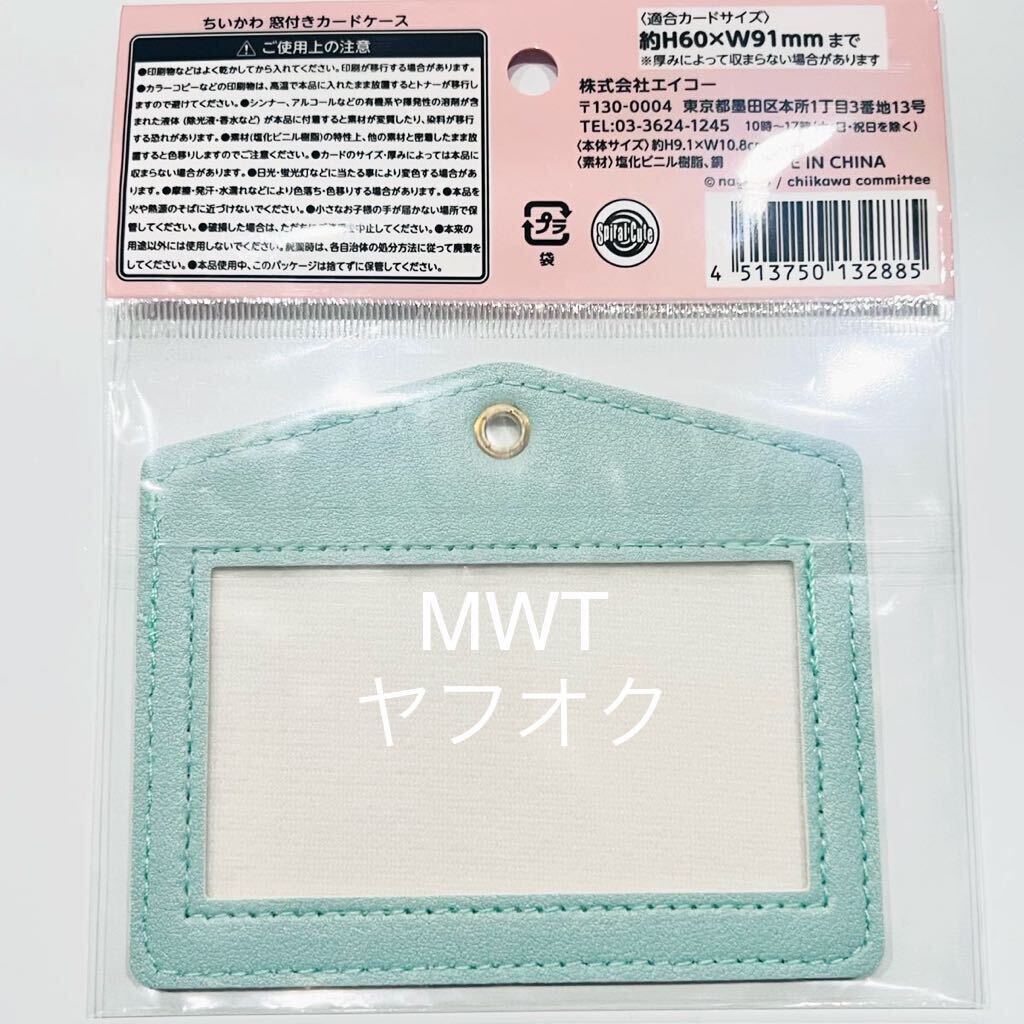 ちいかわ 窓付きカードケース
⚠ ご使用上の注意
●印刷物などはよく乾かしてから入れてください。印刷が移行する場合があります。
●カラーコピーなどの印刷物は、高温で本品に入れたまま放置するとトナーが移行し
ますので避けてください。●シンナー、アルコールなどの有機系や揮発性の溶剤が含
まれた液体（除光液・香水など）が本品に付着すると素材が変質したり、染料が移行す
る恐れがあります。●素材（塩化ビニル樹脂）の特性上、他の素材と密着したまま放
置すると色移りしますのでご注意ください。●カードのサイズ・厚みによっては本品に
収まらない場合があります。●日光・蛍光灯などに当たる事により変色する場合があ
ります。●摩擦・発汗・水濡れなどにより色落ち・色移りする場合があります。●本品を
火や熱源のそばに近づけないでください。●小さなお子様の手が届かない場所で保
管してください。●破損した場合は、ただちにご使用を中止してください。●本来の
用途以外には使用しないでください。廃棄時は、各自治体の処分方法に従って廃棄を
してください。●本品使用中、このパッケージは捨てずに保管してください。
〈適合カードサイズ〉
約H60×W91mmまで
※厚みによって収まらない場合があります
株式会社エイコー
〒130-0004 東京都墨田区本所1丁目3番地13号
TEL:03-3624-1245 10時〜17時 日・祝日を除く)
〈本体サイズ〉約H9.1×W10.8c
〈素材〉塩化ビニル樹脂、銅 E IN CHINA
© nag / chiikawa committee
プラ
袋
Spiral Cute
4 513750 132885
MWT
ヤフオク